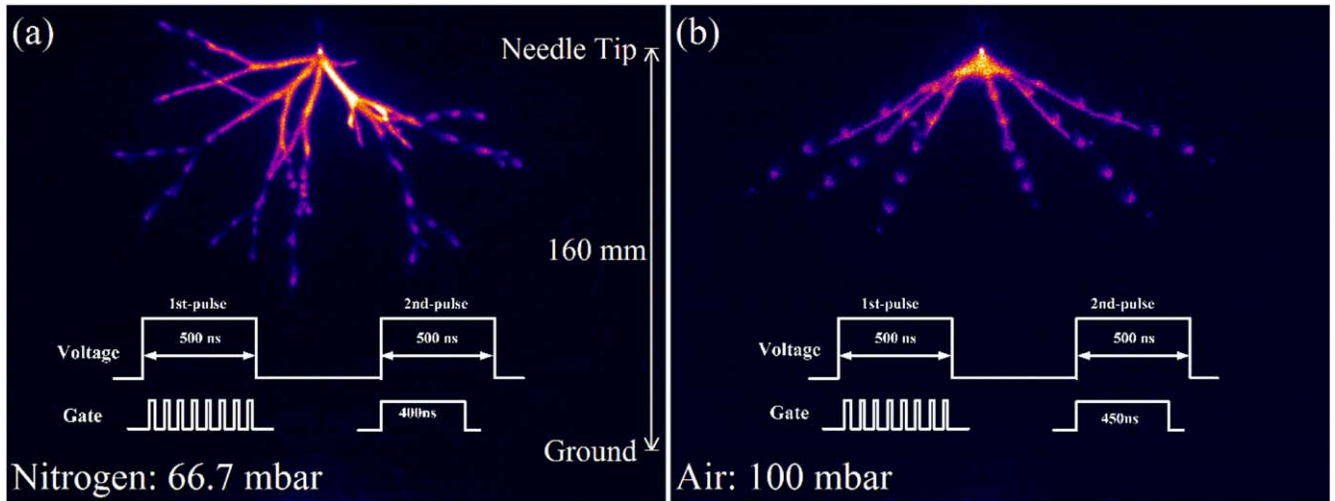 (a)
Needle Tip
160 mm
1st-pulse
2nd-pulse
Voltage
500 ns
500 ns
Gate
400ns
Ground
Nitrogen: 66.7 mbar
(b)
1st-pulse
2nd-pulse
Voltage
500 ns
500 ns
Gate
450ns
Air: 100 mbar